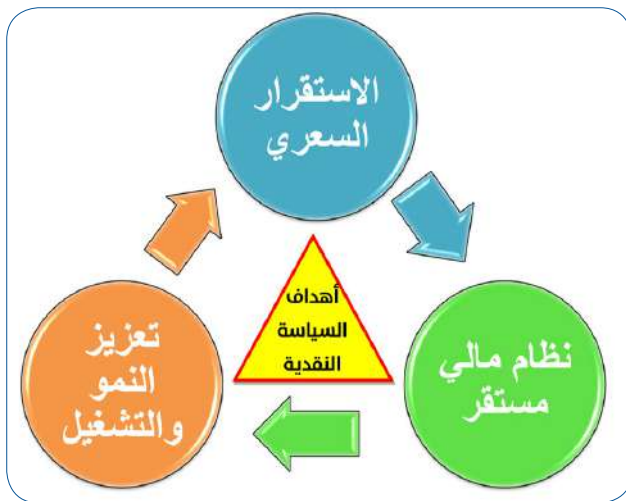 الاستقرار
السعري
نظام مالي
مستقر
تعزيز
النمو
والتشغيل
أهداف
السياسة
النقدية